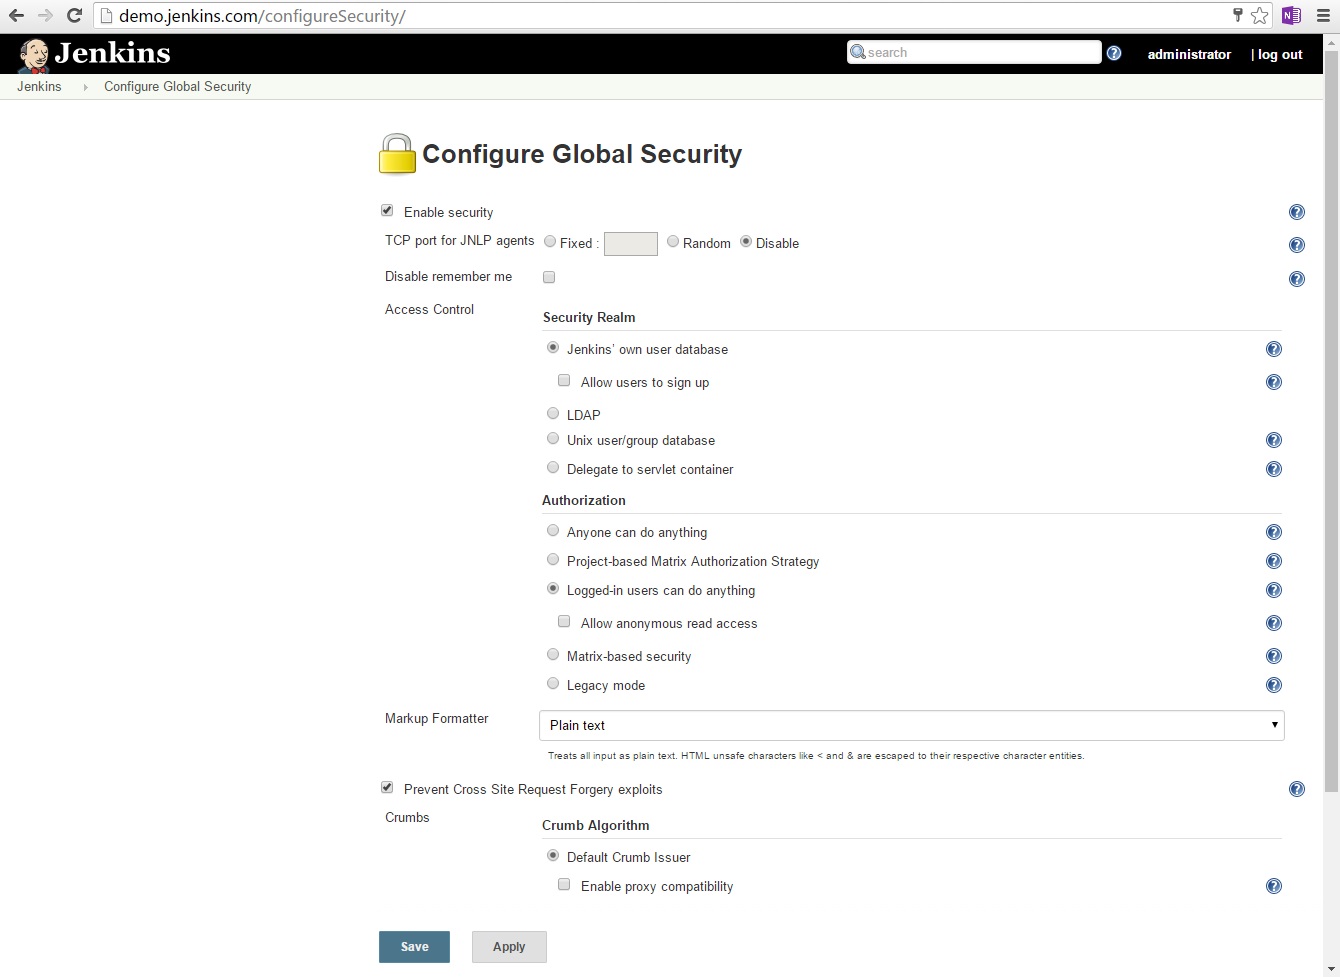 demo.jenkins.com/configureSecurity/
Jenkins
search
administrator
| log out
Jenkins
Configure Global Security
Configure Global Security
Enable security
TCP port for JNLP agents
Fixed :
Random
Disable
Disable remember me
Access Control
Security Realm
Jenkins’ own user database
Allow users to sign up
LDAP
Unix user/group database
Delegate to servlet container
Authorization
Anyone can do anything
Project-based Matrix Authorization Strategy
Logged-in users can do anything
Allow anonymous read access
Matrix-based security
Legacy mode
Markup Formatter
Plain text
Treats all input as plain text. HTML unsafe characters like < and & are escaped to their respective character entities.
Prevent Cross Site Request Forgery exploits
Crumbs
Crumb Algorithm
Default Crumb Issuer
Enable proxy compatibility
Save
Apply